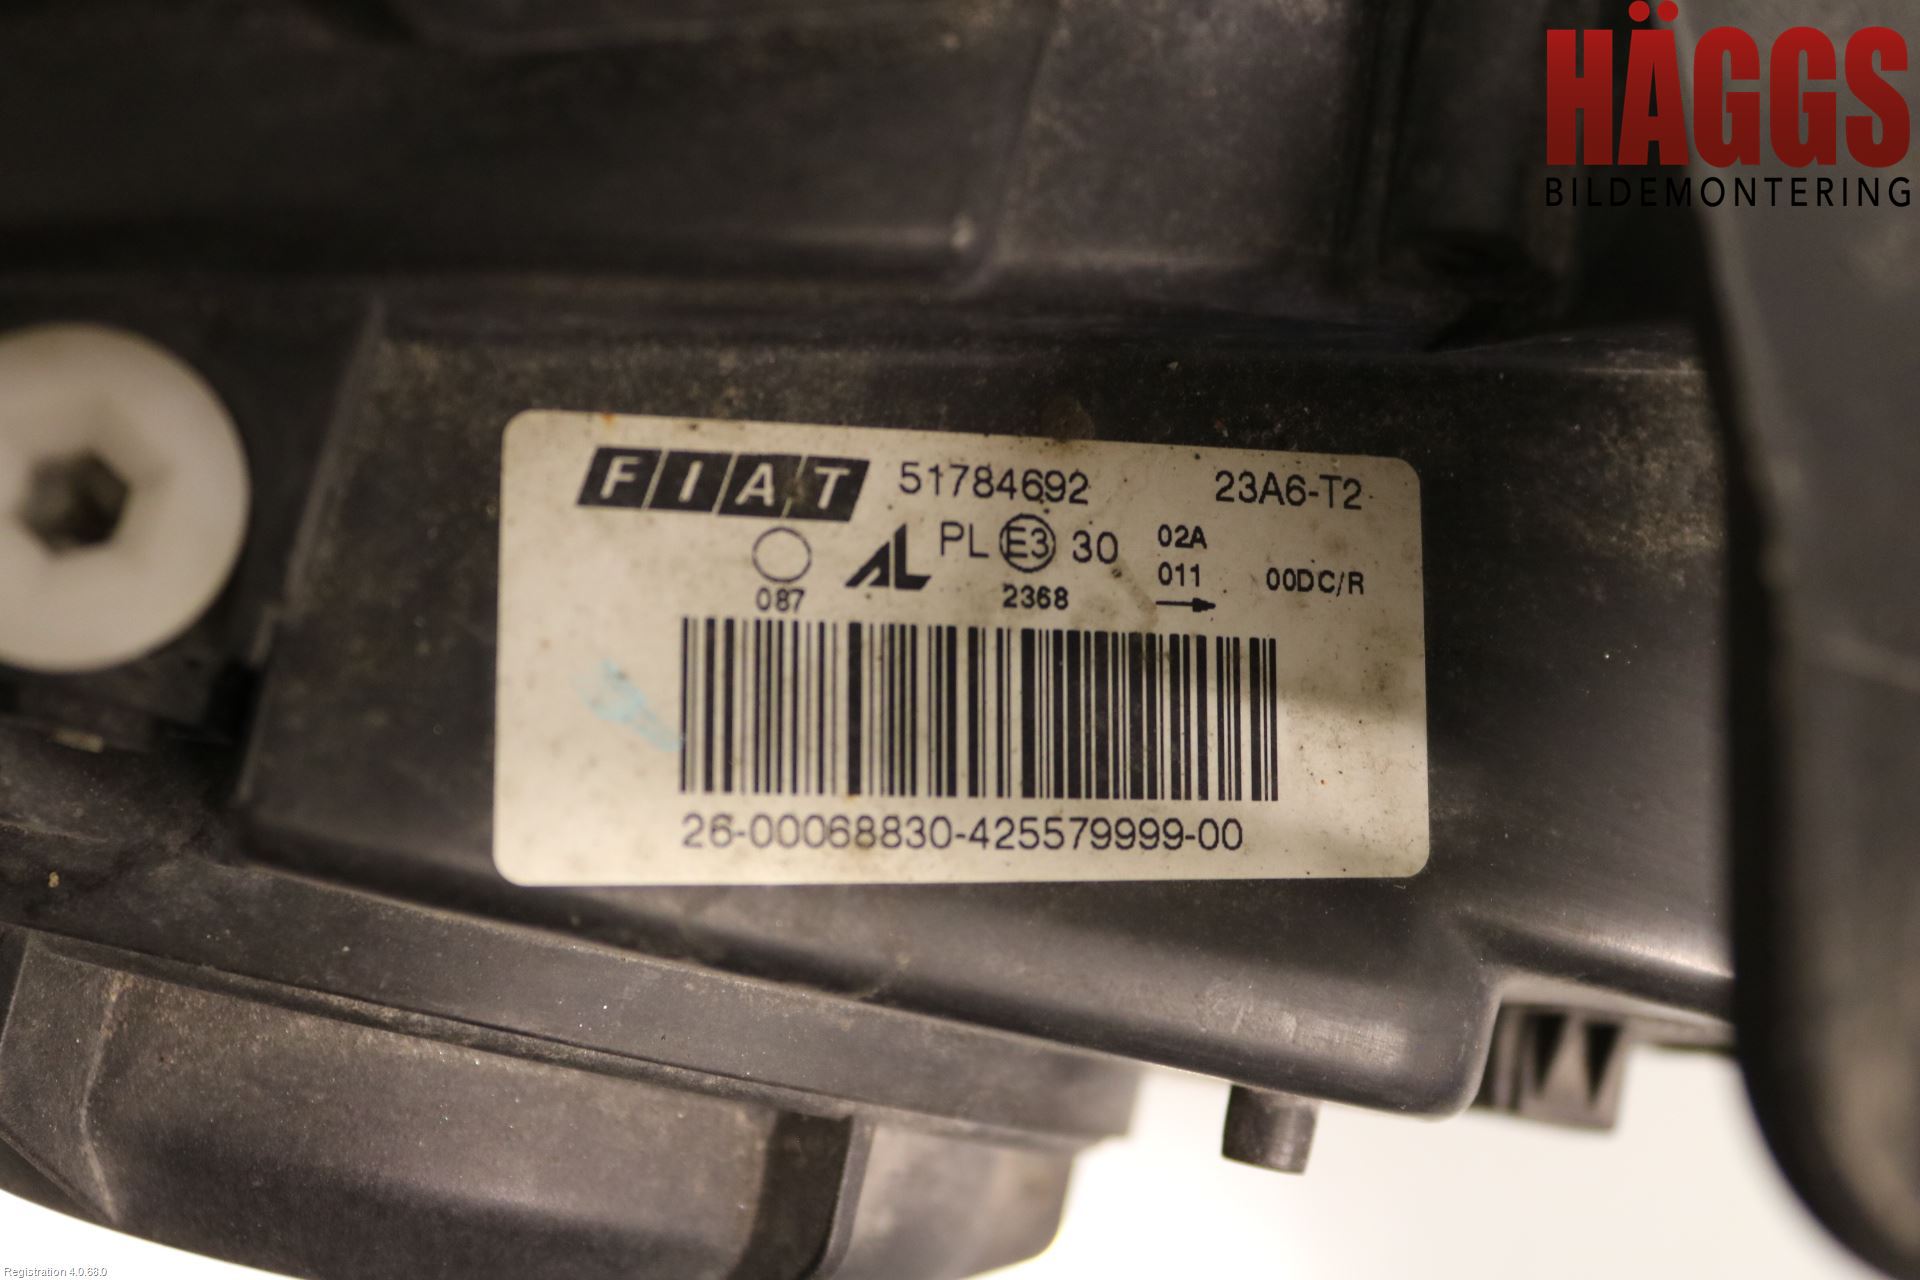 HÄGGS
BILDEMONTERING
FIAT 51784692 23A6-T2
AL PL E3 30 02A
011 00DC/R
087 2368
26-00068830-425579999-00
Registration 4.0.68.0